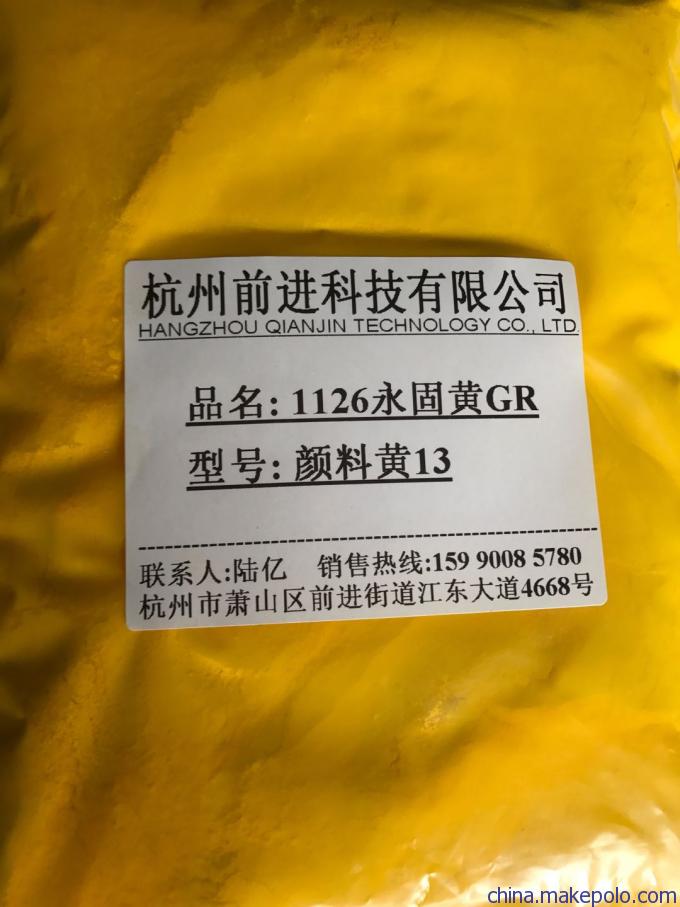 杭州前进科技有限公司
HANGZHOU QIANJIN TECHNOLOGY CO., LTD.
品名: 1126永固黄GR
型号: 颜料黄13
联系人:陆亿 销售热线:159 9008 5780
杭州市萧山区前进街道江东大道4668号
china.makepolo.com